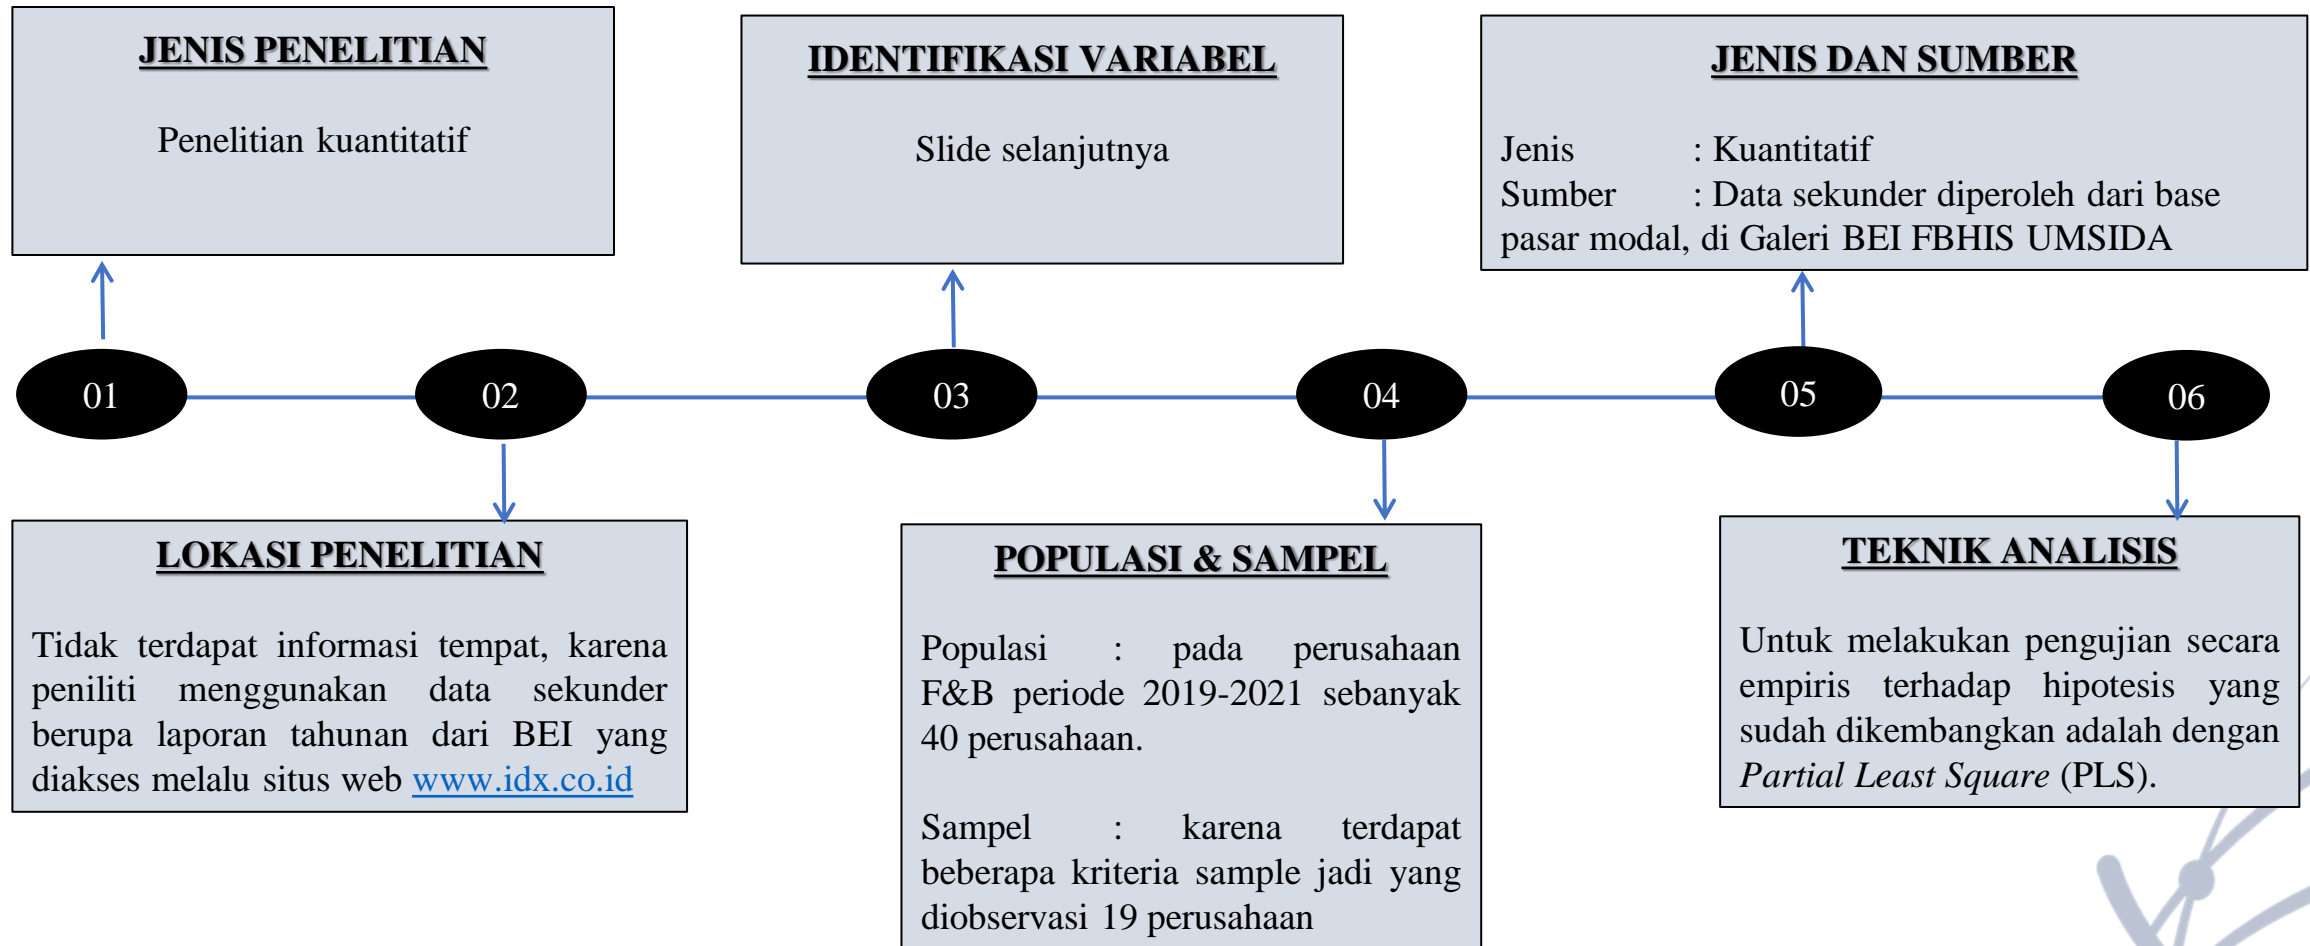 JENIS PENELITIAN
Penelitian kuantitatif
IDENTIFIKASI VARIABEL
Slide selanjutnya
JENIS DAN SUMBER
Jenis : Kuantitatif
Sumber : Data sekunder diperoleh dari base
pasar modal, di Galeri BEI FBHIS UMSIDA
01
02
03
04
05
06
LOKASI PENELITIAN
Tidak terdapat informasi tempat, karena
peniliti menggunakan data sekunder
berupa laporan tahunan dari BEI yang
diakses melalu situs web www.idx.co.id
POPULASI & SAMPEL
Populasi : pada perusahaan
F&B periode 2019-2021 sebanyak
40 perusahaan.
Sampel : karena terdapat
beberapa kriteria sample jadi yang
diobservasi 19 perusahaan
TEKNIK ANALISIS
Untuk melakukan pengujian secara
empiris terhadap hipotesis yang
sudah dikembangkan adalah dengan
Partial Least Square (PLS).